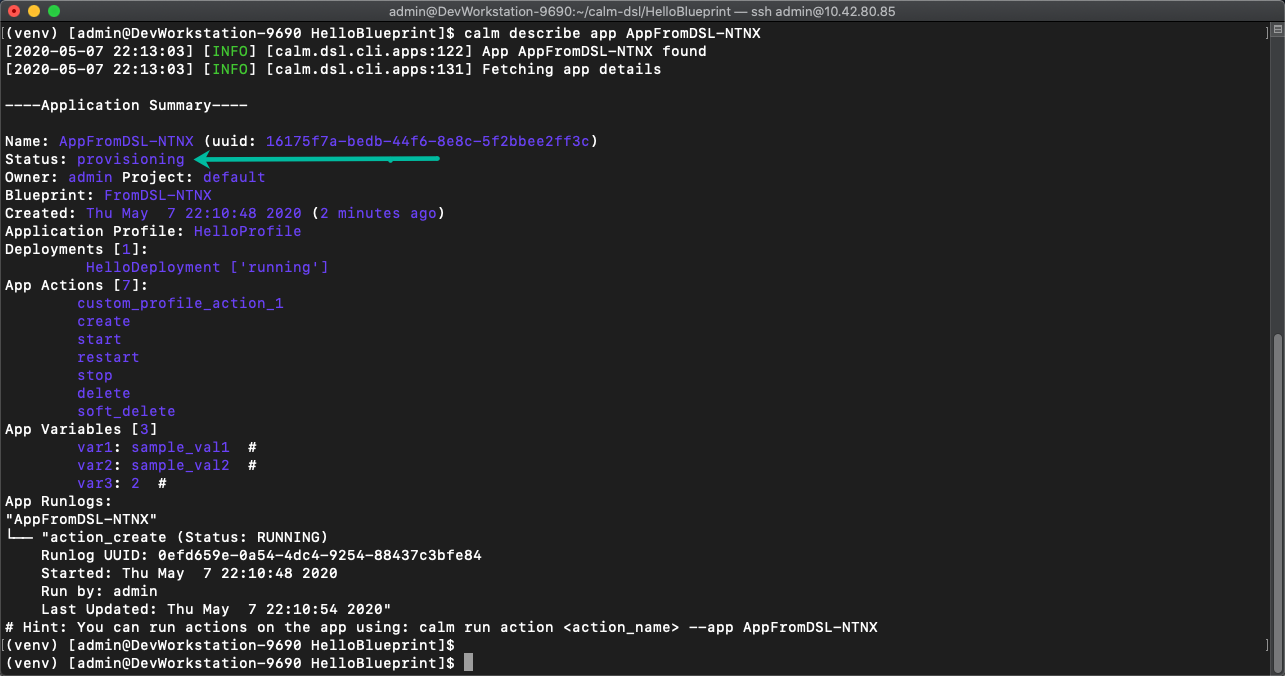 admin@DevWorkstation-9690:~/calm-dsl/HelloBlueprint — ssh admin@10.42.80.85
[(venv) [admin@DevWorkstation-9690 HelloBlueprint]$ calm describe app AppFromDSL-NTNX ]
[2020-05-07 22:13:03] [INFO] [calm.dsl.cli.apps:122] App AppFromDSL-NTNX found
[2020-05-07 22:13:03] [INFO] [calm.dsl.cli.apps:131] Fetching app details
----Application Summary----
Name: AppFromDSL-NTNX (uuid: 16175f7a-bedb-44f6-8e8c-5f2bbee2ff3c)
Status: provisioning
Owner: admin Project: default
Blueprint: FromDSL-NTNX
Created: Thu May  7 22:10:48 2020 (2 minutes ago)
Application Profile: HelloProfile
Deployments [1]:
HelloDeployment ['running']
App Actions [7]:
custom_profile_action_1
create
start
restart
stop
delete
soft_delete
App Variables [3]
var1: sample_val1  #
var2: sample_val2  #
var3: 2  #
App Runlogs:
"AppFromDSL-NTNX"
└── "action_create (Status: RUNNING)
Runlog UUID: 0efd659e-0a54-4dc4-9254-88437c3bfe84
Started: Thu May  7 22:10:48 2020
Run by: admin
Last Updated: Thu May  7 22:10:54 2020"
# Hint: You can run actions on the app using: calm run action <action_name> --app AppFromDSL-NTNX
[(venv) [admin@DevWorkstation-9690 HelloBlueprint]$ ]
(venv) [admin@DevWorkstation-9690 HelloBlueprint]$